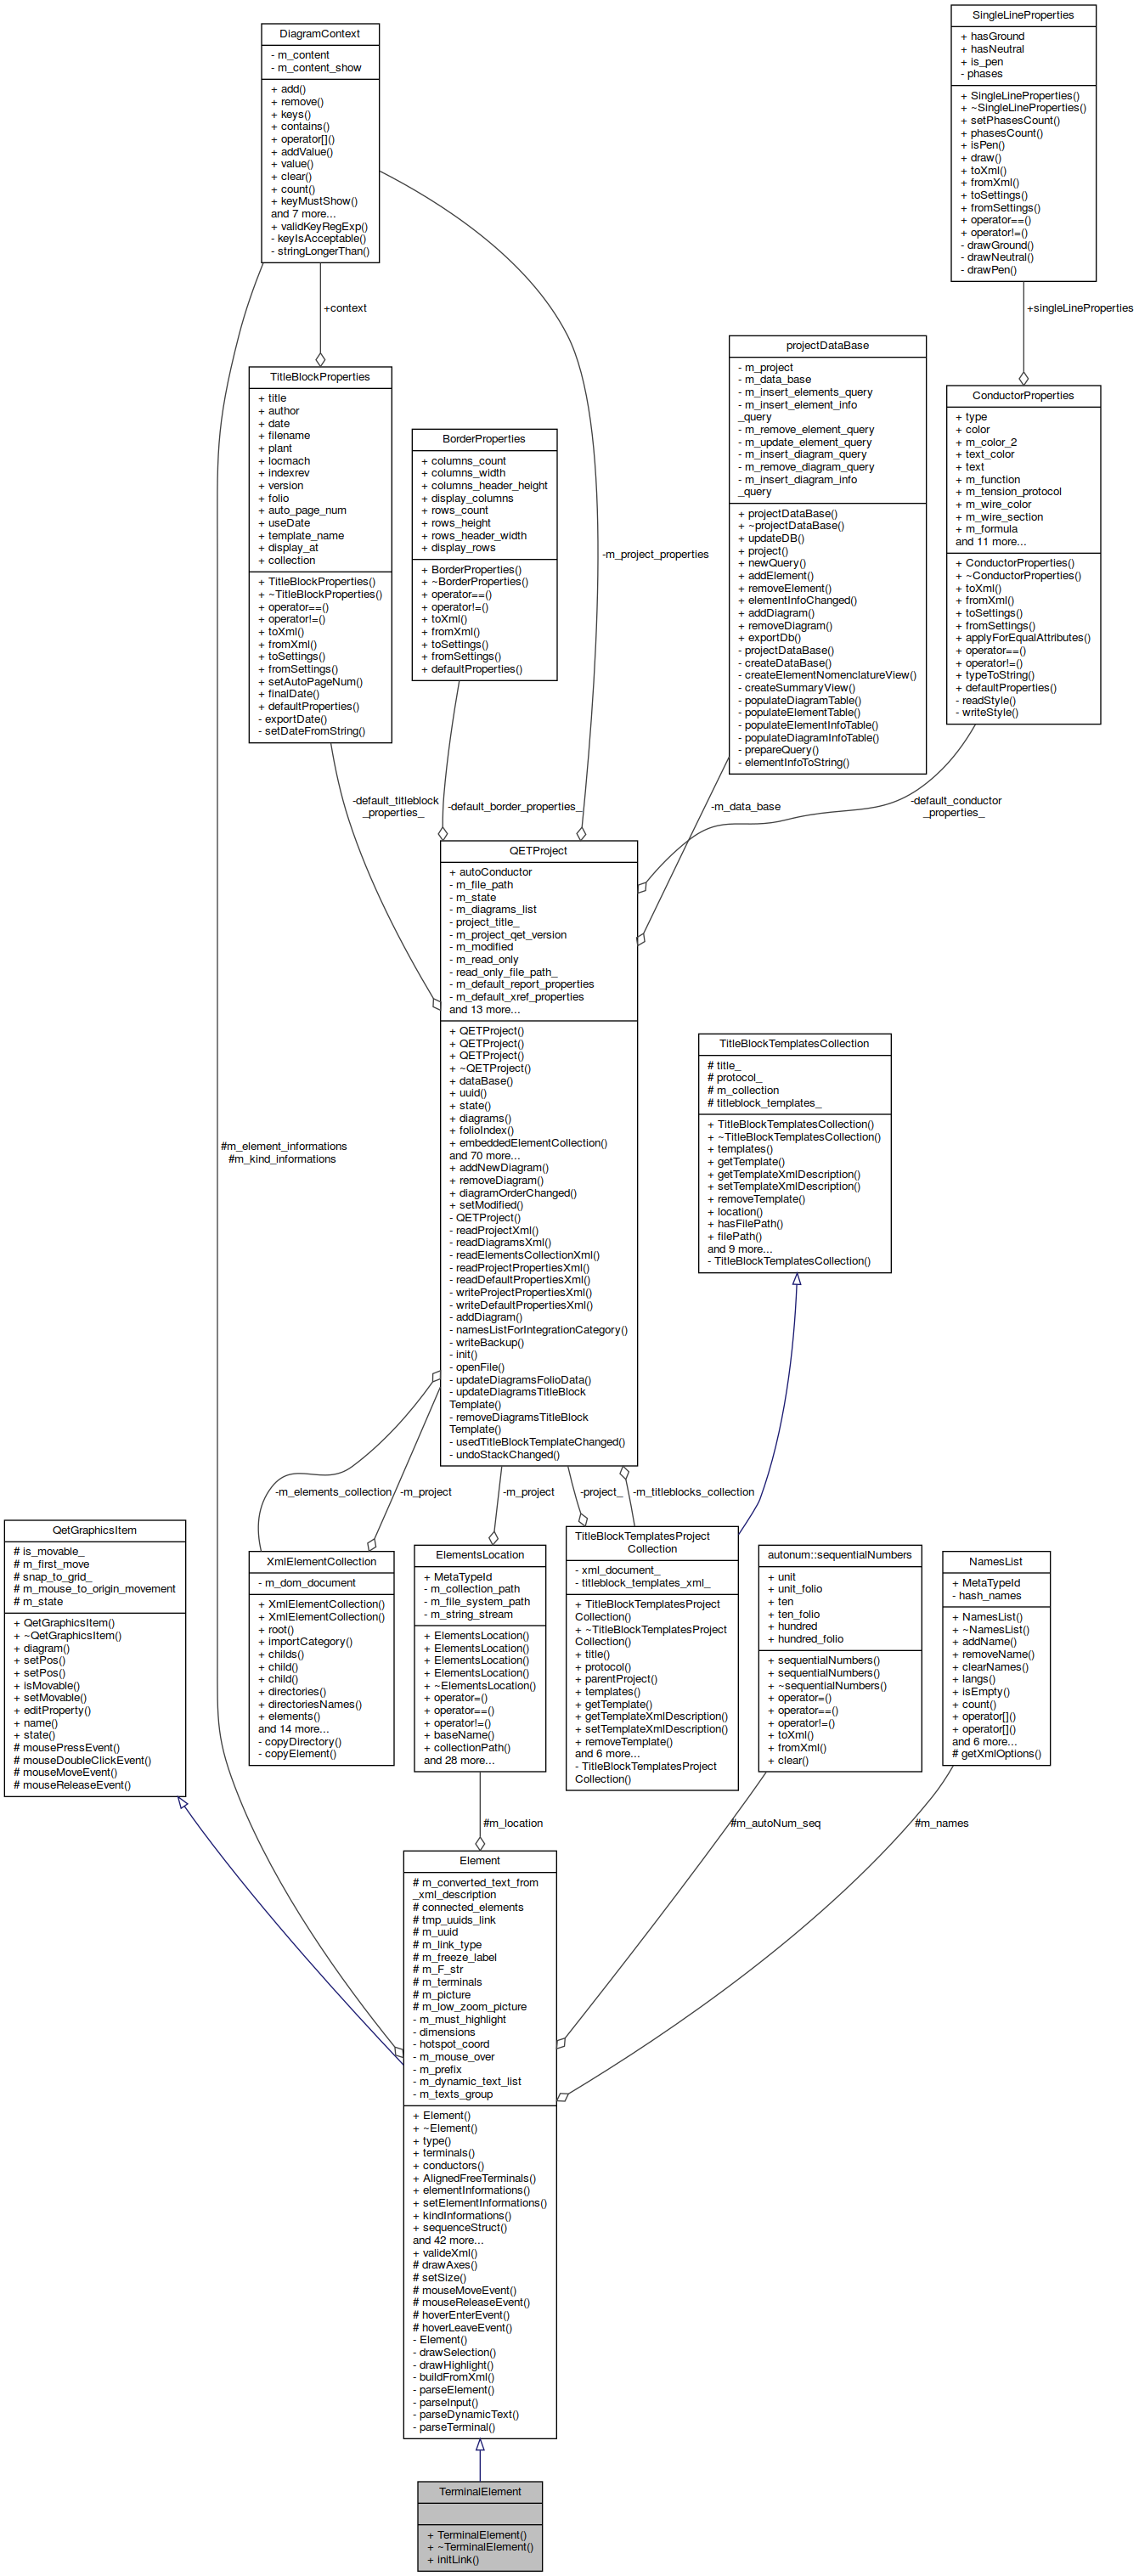 DiagramContext
- m_content
- m_content_show
+ add()
+ remove()
+ keys()
+ contains()
+ operator[]()
+ addValue()
+ value()
+ clear()
+ count()
+ keyMustShow()
and 7 more...
+ validKeyRegExp()
- keyIsAcceptable()
- stringLongerThan()
SingleLineProperties
+ hasGround
+ hasNeutral
+ is_pen
- phases
+ SingleLineProperties()
+ ~SingleLineProperties()
+ setPhasesCount()
+ phasesCount()
+ isPen()
+ draw()
+ toXml()
+ fromXml()
+ toSettings()
+ fromSettings()
+ operator==()
+ operator!=()
- drawGround()
- drawNeutral()
- drawPen()
+context
+singleLineProperties
TitleBlockProperties
+ title
+ author
+ date
+ filename
+ plant
+ locmach
+ indexrev
+ version
+ folio
+ auto_page_num
+ useDate
+ template_name
+ display_at
+ collection
+ TitleBlockProperties()
+ ~TitleBlockProperties()
+ operator==()
+ operator!=()
+ toXml()
+ fromXml()
+ toSettings()
+ fromSettings()
+ setAutoPageNum()
+ finalDate()
+ defaultProperties()
- exportDate()
- setDateFromString()
BorderProperties
+ columns_count
+ columns_width
+ columns_header_height
+ display_columns
+ rows_count
+ rows_height
+ rows_header_width
+ display_rows
+ BorderProperties()
+ ~BorderProperties()
+ operator==()
+ operator!=()
+ toXml()
+ fromXml()
+ toSettings()
+ fromSettings()
+ defaultProperties()
-m_project_properties
projectDataBase
- m_project
- m_data_base
- m_insert_elements_query
- m_insert_element_info
_query
- m_remove_element_query
- m_update_element_query
- m_insert_diagram_query
- m_remove_diagram_query
- m_insert_diagram_info
_query
+ projectDataBase()
+ ~projectDataBase()
+ updateDB()
+ project()
+ newQuery()
+ addElement()
+ removeElement()
+ elementInfoChanged()
+ addDiagram()
+ removeDiagram()
+ exportDb()
- projectDataBase()
- createDataBase()
- createElementNomenclatureView()
- createSummaryView()
- populateDiagramTable()
- populateElementTable()
- populateElementInfoTable()
- populateDiagramInfoTable()
- prepareQuery()
- elementInfoToString()
ConductorProperties
+ type
+ color
+ m_color_2
+ text_color
+ text
+ m_function
+ m_tension_protocol
+ m_wire_color
+ m_wire_section
+ m_formula
and 11 more...
+ ConductorProperties()
+ ~ConductorProperties()
+ toXml()
+ fromXml()
+ toSettings()
+ fromSettings()
+ applyForEqualAttributes()
+ operator==()
+ operator!=()
+ typeToString()
+ defaultProperties()
- readStyle()
- writeStyle()
-default_titleblock
_properties_
-default_border_properties_
-m_data_base
-default_conductor
_properties_
QETProject
+ autoConductor
- m_file_path
- m_state
- m_diagrams_list
- project_title_
- m_project_qet_version
- m_modified
- m_read_only
- read_only_file_path_
- m_default_report_properties
- m_default_xref_properties
and 13 more...
+ QETProject()
+ QETProject()
+ QETProject()
+ ~QETProject()
+ dataBase()
+ uuid()
+ state()
+ diagrams()
+ folioIndex()
+ embeddedElementCollection()
and 70 more...
+ addNewDiagram()
+ removeDiagram()
+ diagramOrderChanged()
+ setModified()
- QETProject()
- readProjectXml()
- readDiagramsXml()
- readElementsCollectionXml()
- readProjectPropertiesXml()
- readDefaultPropertiesXml()
- writeProjectPropertiesXml()
- writeDefaultPropertiesXml()
- addDiagram()
- namesListForIntegrationCategory()
- writeBackup()
- init()
- openFile()
- updateDiagramsFolioData()
- updateDiagramsTitleBlock
Template()
- removeDiagramsTitleBlock
Template()
- usedTitleBlockTemplateChanged()
- undoStackChanged()
#m_element_informations
#m_kind_informations
TitleBlockTemplatesCollection
# title_
# protocol_
# m_collection
# titleblock_templates_
+ TitleBlockTemplatesCollection()
+ ~TitleBlockTemplatesCollection()
+ templates()
+ getTemplate()
+ getTemplateXmlDescription()
+ setTemplateXmlDescription()
+ removeTemplate()
+ location()
+ hasFilePath()
+ filePath()
and 9 more...
- TitleBlockTemplatesCollection()
-m_elements_collection
-m_project
-m_project
-project_
-m_titleblocks_collection
QetGraphicsItem
# is_movable_
# m_first_move
# snap_to_grid_
# m_mouse_to_origin_movement
# m_state
+ QetGraphicsItem()
+ ~QetGraphicsItem()
+ diagram()
+ setPos()
+ setPos()
+ isMovable()
+ setMovable()
+ editProperty()
+ name()
+ state()
# mousePressEvent()
# mouseDoubleClickEvent()
# mouseMoveEvent()
# mouseReleaseEvent()
XmlElementCollection
- m_dom_document
+ XmlElementCollection()
+ XmlElementCollection()
+ root()
+ importCategory()
+ childs()
+ child()
+ child()
+ directories()
+ directoriesNames()
+ elements()
and 14 more...
- copyDirectory()
- copyElement()
ElementsLocation
+ MetaTypeId
- m_collection_path
- m_file_system_path
- m_string_stream
+ ElementsLocation()
+ ElementsLocation()
+ ElementsLocation()
+ ElementsLocation()
+ ~ElementsLocation()
+ operator=()
+ operator==()
+ operator!=()
+ baseName()
+ collectionPath()
and 28 more...
TitleBlockTemplatesProject
Collection
- xml_document_
- titleblock_templates_xml_
+ TitleBlockTemplatesProject
Collection()
+ ~TitleBlockTemplatesProject
Collection()
+ title()
+ protocol()
+ parentProject()
+ templates()
+ getTemplate()
+ getTemplateXmlDescription()
+ setTemplateXmlDescription()
+ removeTemplate()
and 6 more...
- TitleBlockTemplatesProject
Collection()
autonum::sequentialNumbers
+ unit
+ unit_folio
+ ten
+ ten_folio
+ hundred
+ hundred_folio
+ sequentialNumbers()
+ sequentialNumbers()
+ ~sequentialNumbers()
+ operator=()
+ operator==()
+ operator!=()
+ toXml()
+ fromXml()
+ clear()
NamesList
+ MetaTypeId
- hash_names
+ NamesList()
+ ~NamesList()
+ addName()
+ removeName()
+ clearNames()
+ langs()
+ isEmpty()
+ count()
+ operator[]()
+ operator[]()
and 6 more...
# getXmlOptions()
#m_location
#m_autoNum_seq
#m_names
Element
# m_converted_text_from
_xml_description
# connected_elements
# tmp_uuids_link
# m_uuid
# m_link_type
# m_freeze_label
# m_F_str
# m_terminals
# m_picture
# m_low_zoom_picture
- m_must_highlight
- dimensions
- hotspot_coord
- m_mouse_over
- m_prefix
- m_dynamic_text_list
- m_texts_group
+ Element()
+ ~Element()
+ type()
+ terminals()
+ conductors()
+ AlignedFreeTerminals()
+ elementInformations()
+ setElementInformations()
+ kindInformations()
+ sequenceStruct()
and 42 more...
+ valideXml()
# drawAxes()
# setSize()
# mouseMoveEvent()
# mouseReleaseEvent()
# hoverEnterEvent()
# hoverLeaveEvent()
- Element()
- drawSelection()
- drawHighlight()
- buildFromXml()
- parseElement()
- parseInput()
- parseDynamicText()
- parseTerminal()
TerminalElement
+ TerminalElement()
+ ~TerminalElement()
+ initLink()